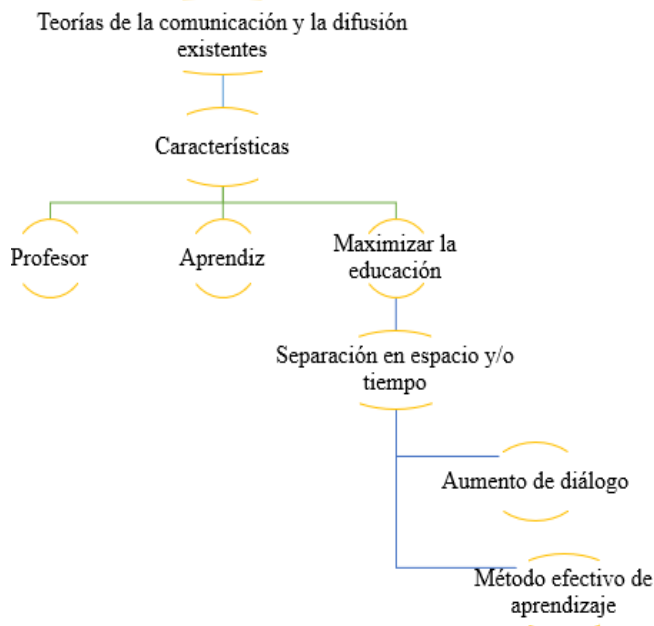 Teorías de la comunicación y la difusión
existentes
Característicás
Profesor
Aprendiz
Maximizar la
educación
Separación en espacio y/o
tiempo
Aumento de diálogo
Método efectivo de
aprendizaje